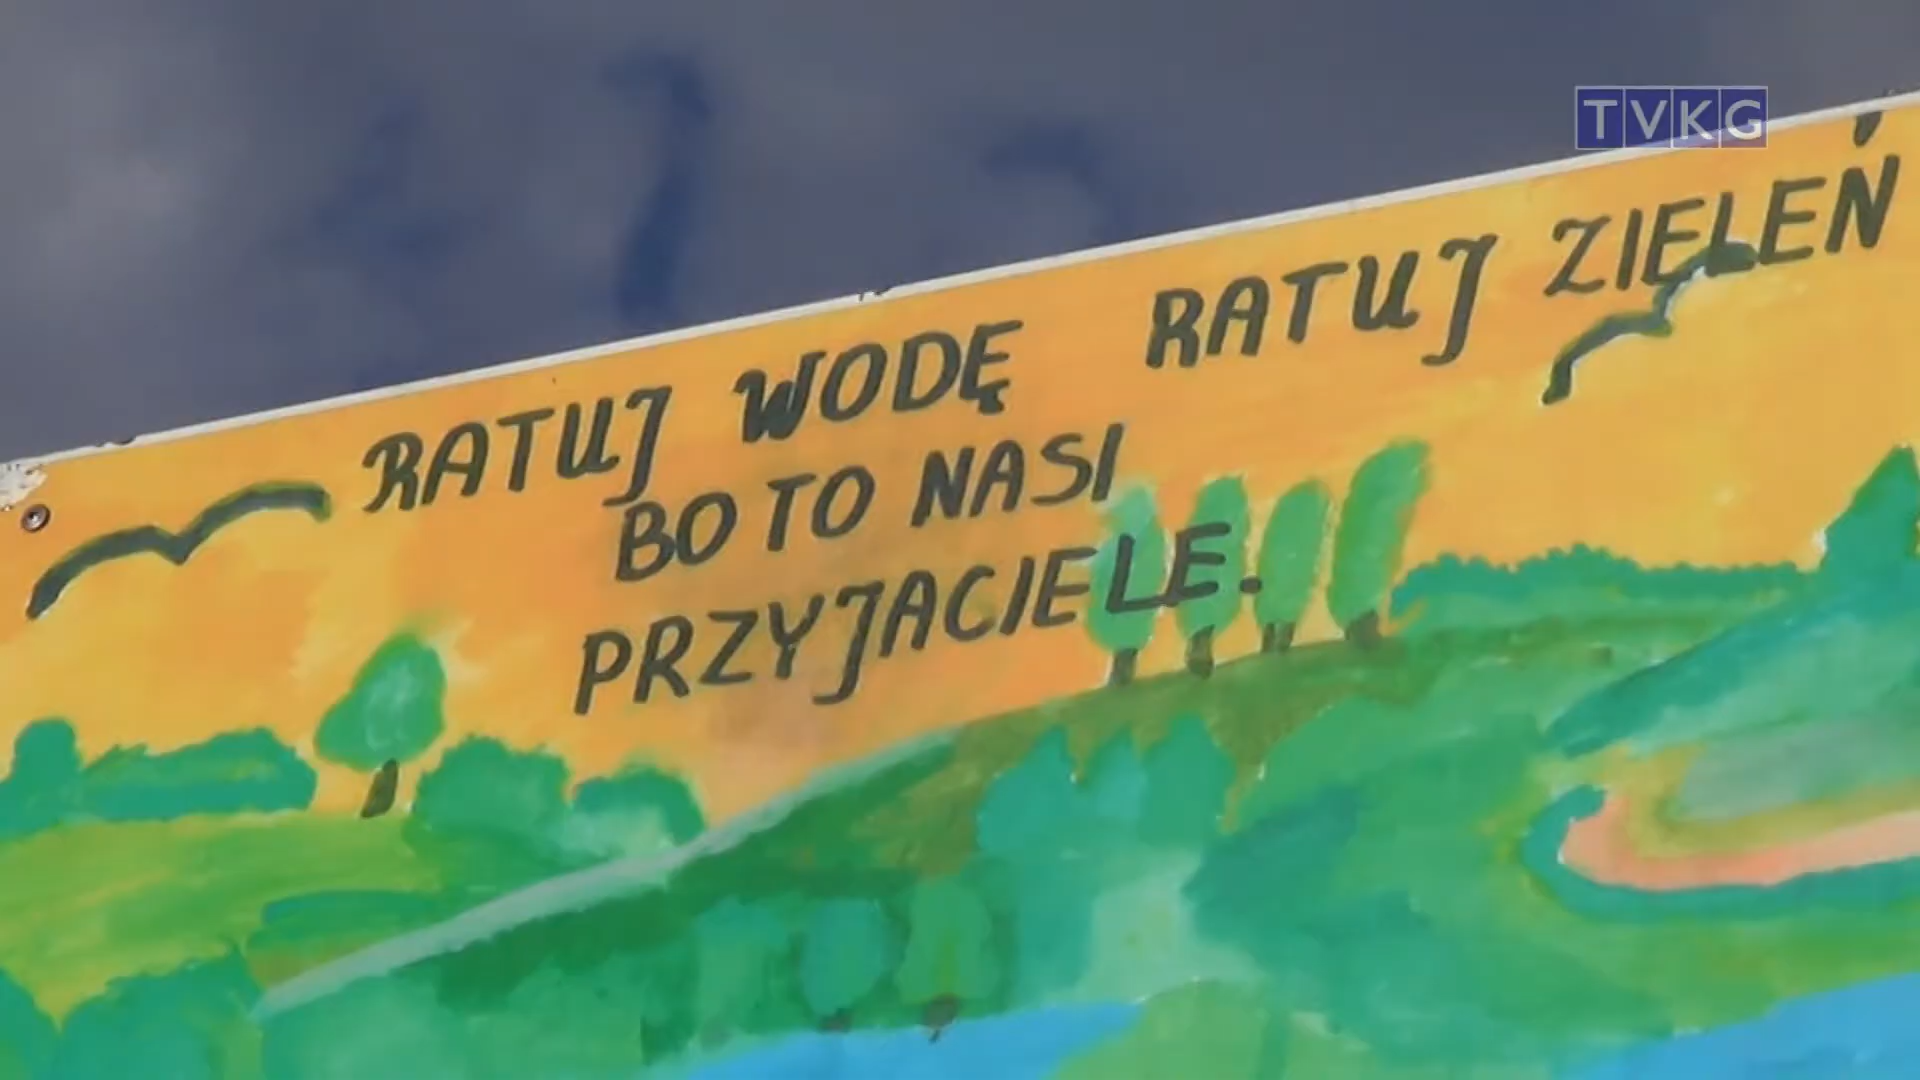 TVKG
RATUJ WODĘ RATUJ ZIELEŃ
BO TO NASI
PRZYJACIELE.